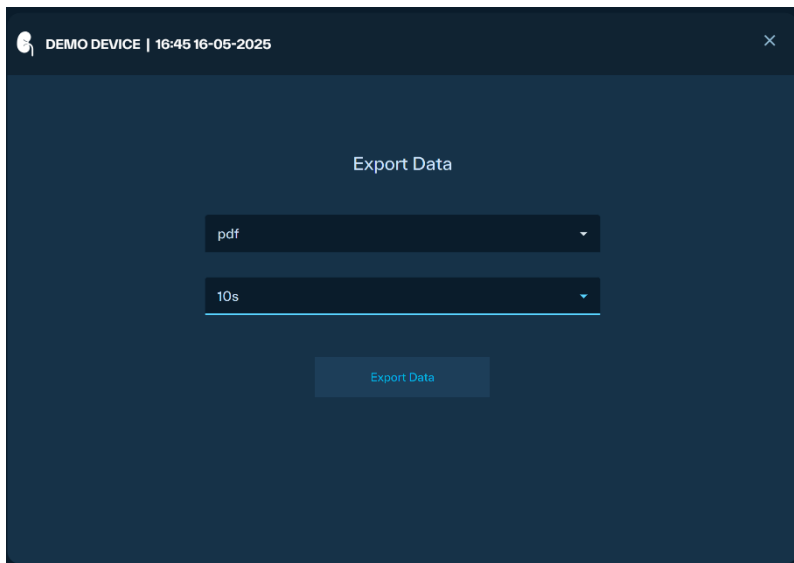 DEMO DEVICE | 16:45 16-05-2025
Export Data
pdf
10s
Export Data